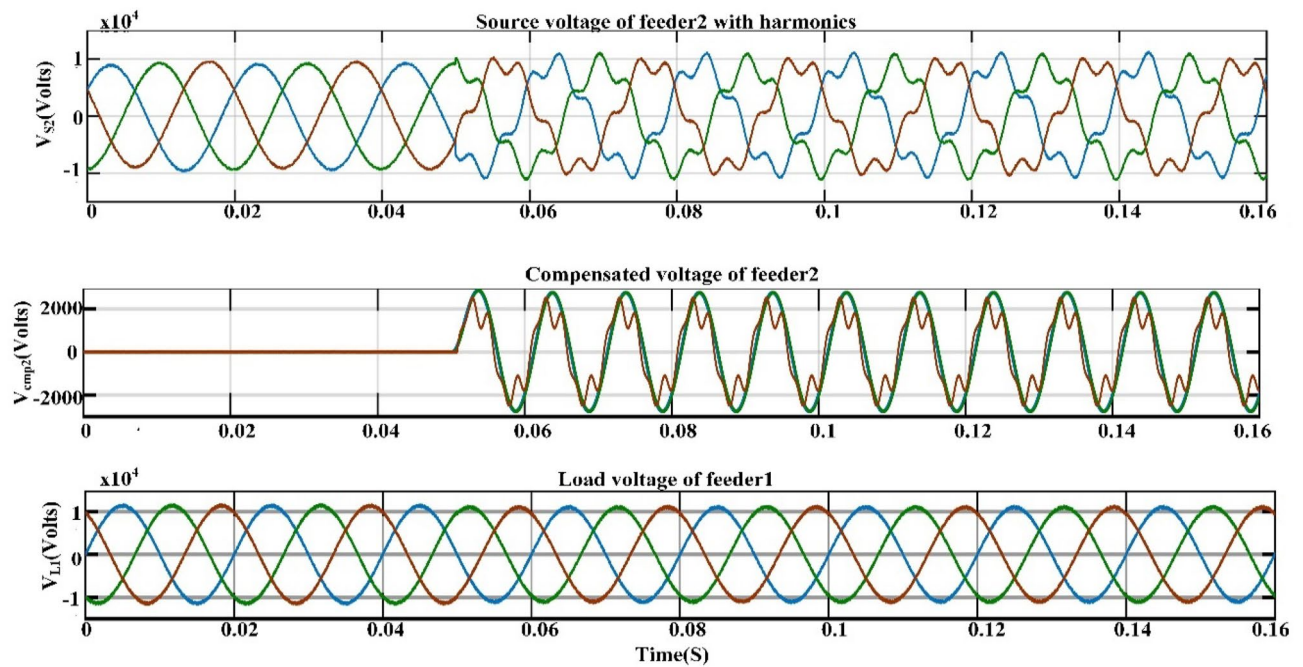 Source voltage of feeder2 with harmonics
x10⁴
V_S2(Volts)
1
0
-1
0 0.02 0.04 0.06 0.08 0.1 0.12 0.14 0.16
Compensated voltage of feeder2
V_cmp2(Volts)
2000
0
-2000
0 0.02 0.04 0.06 0.08 0.1 0.12 0.14 0.16
Load voltage of feeder1
x10⁴
V_L1(Volts)
1
0
-1
0 0.02 0.04 0.06 0.08 0.1 0.12 0.14 0.16
Time(S)